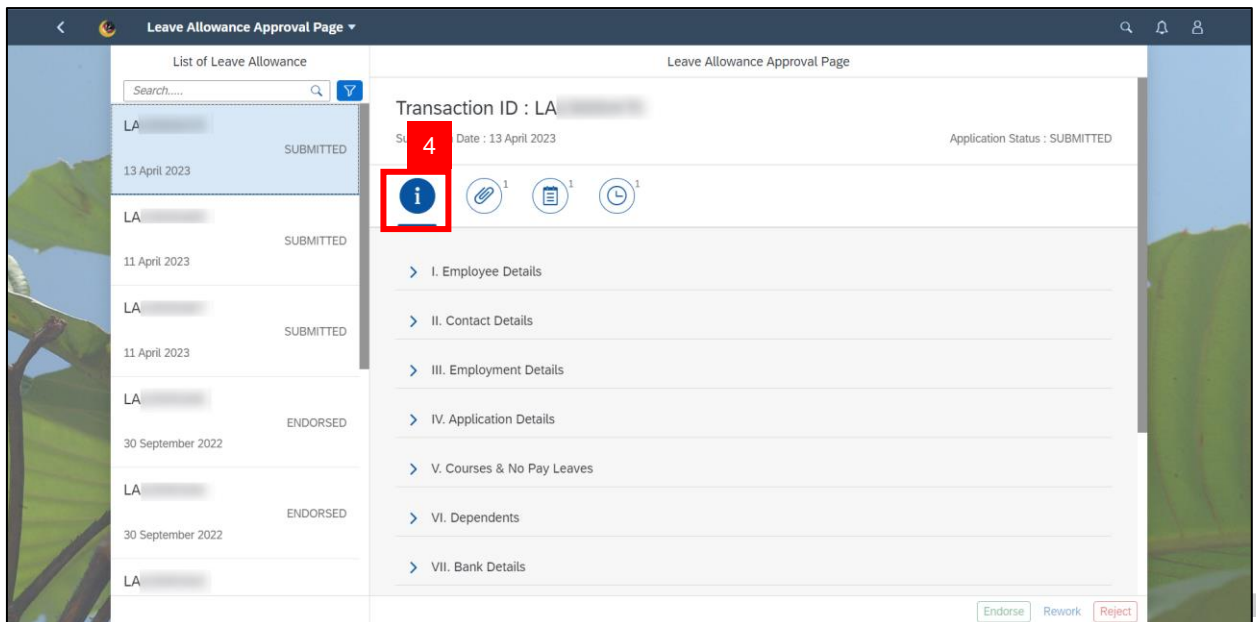 Leave Allowance Approval Page
List of Leave Allowance
Search.....
LA
SUBMITTED
13 April 2023
LA
SUBMITTED
11 April 2023
LA
SUBMITTED
11 April 2023
LA
ENDORSED
30 September 2022
LA
ENDORSED
30 September 2022
LA
Leave Allowance Approval Page
Transaction ID : LA
Date : 13 April 2023
Application Status : SUBMITTED
4
i
1
1
1
I. Employee Details
II. Contact Details
III. Employment Details
IV. Application Details
V. Courses & No Pay Leaves
VI. Dependents
VII. Bank Details
Endorse Rework Reject